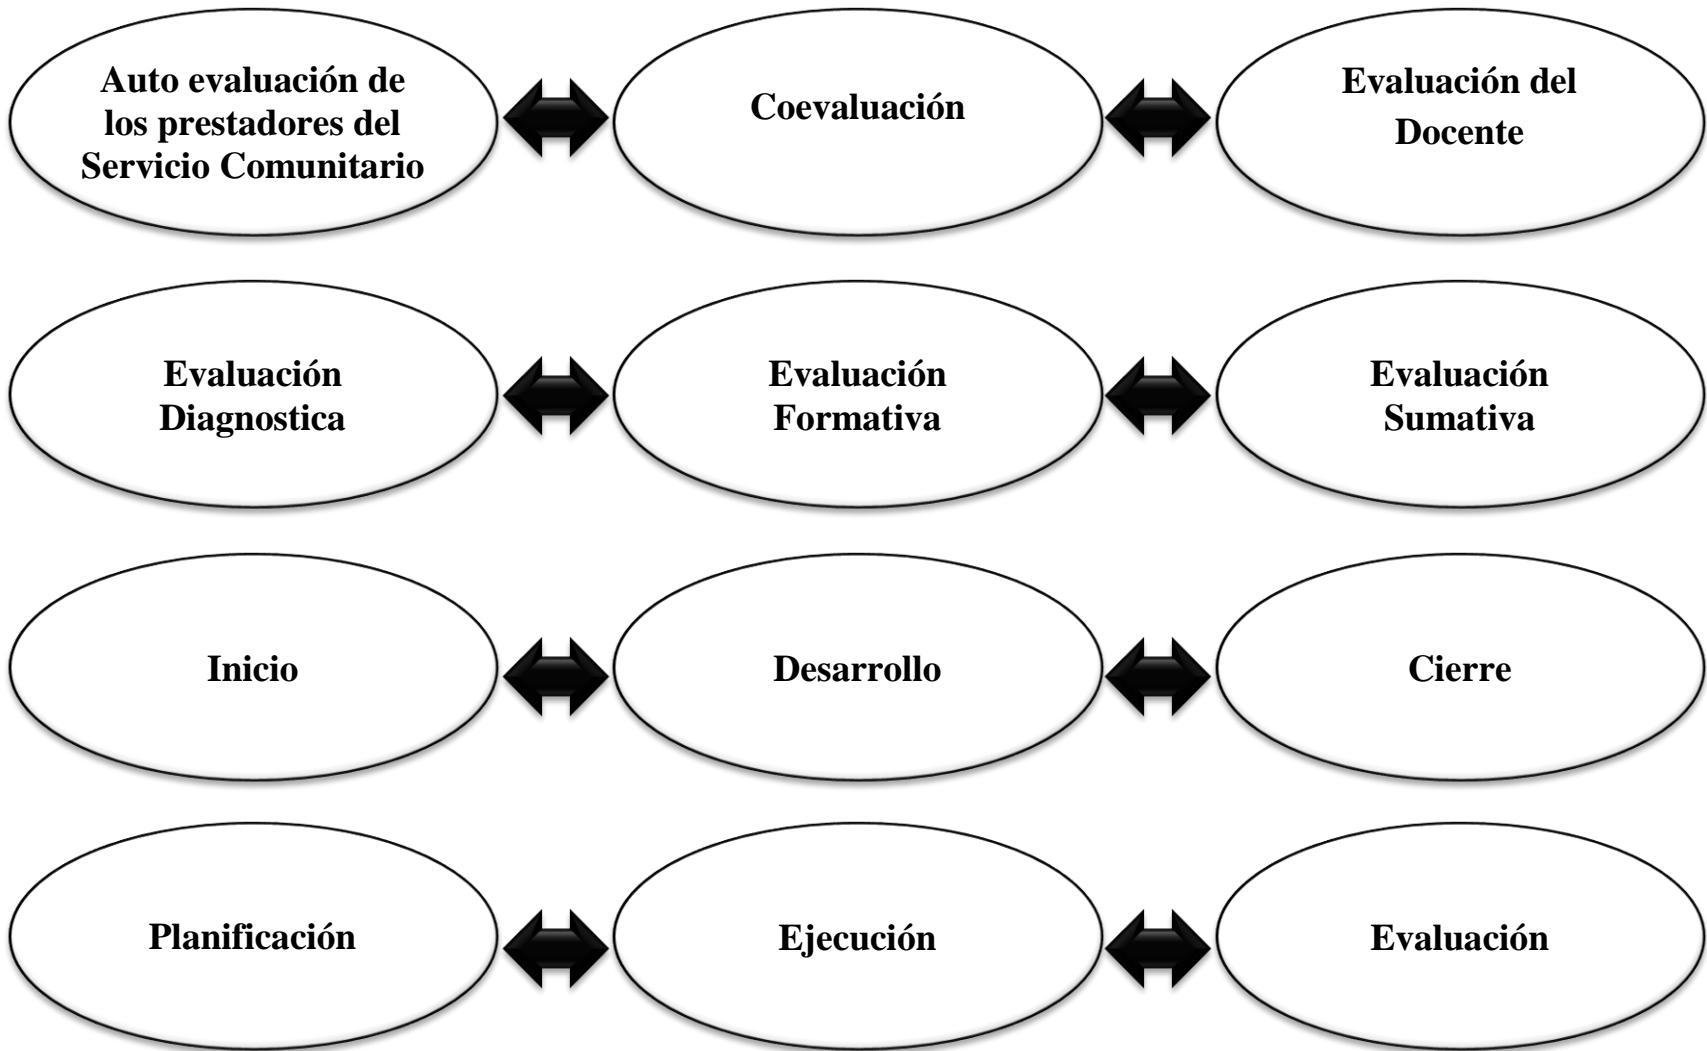 Auto evaluación de
los prestadores del
Servicio Comunitario
Coevaluación
Evaluación del
Docente
Evaluación
Diagnostica
Evaluación
Formativa
Evaluación
Sumativa
Inicio
Desarrollo
Cierre
Planificación
Ejecución
Evaluación